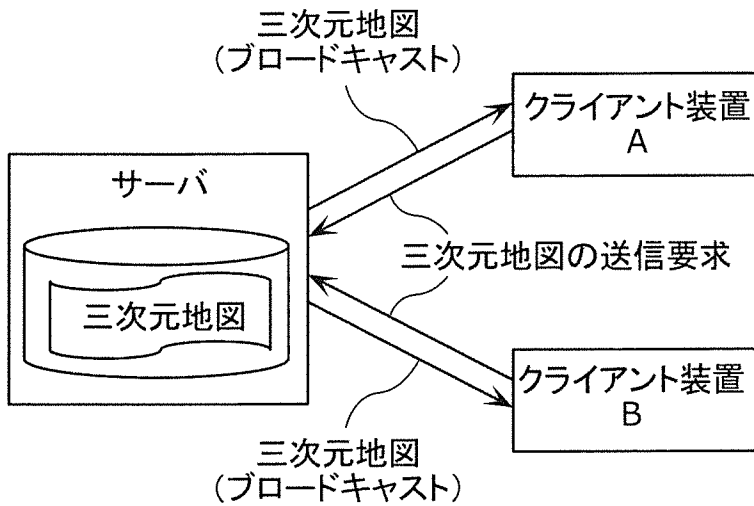 三次元地図
(ブロードキャスト)
クライアント装置
A
サーバ
三次元地図の送信要求
三次元地図
クライアント装置
B
三次元地図
(ブロードキャスト)